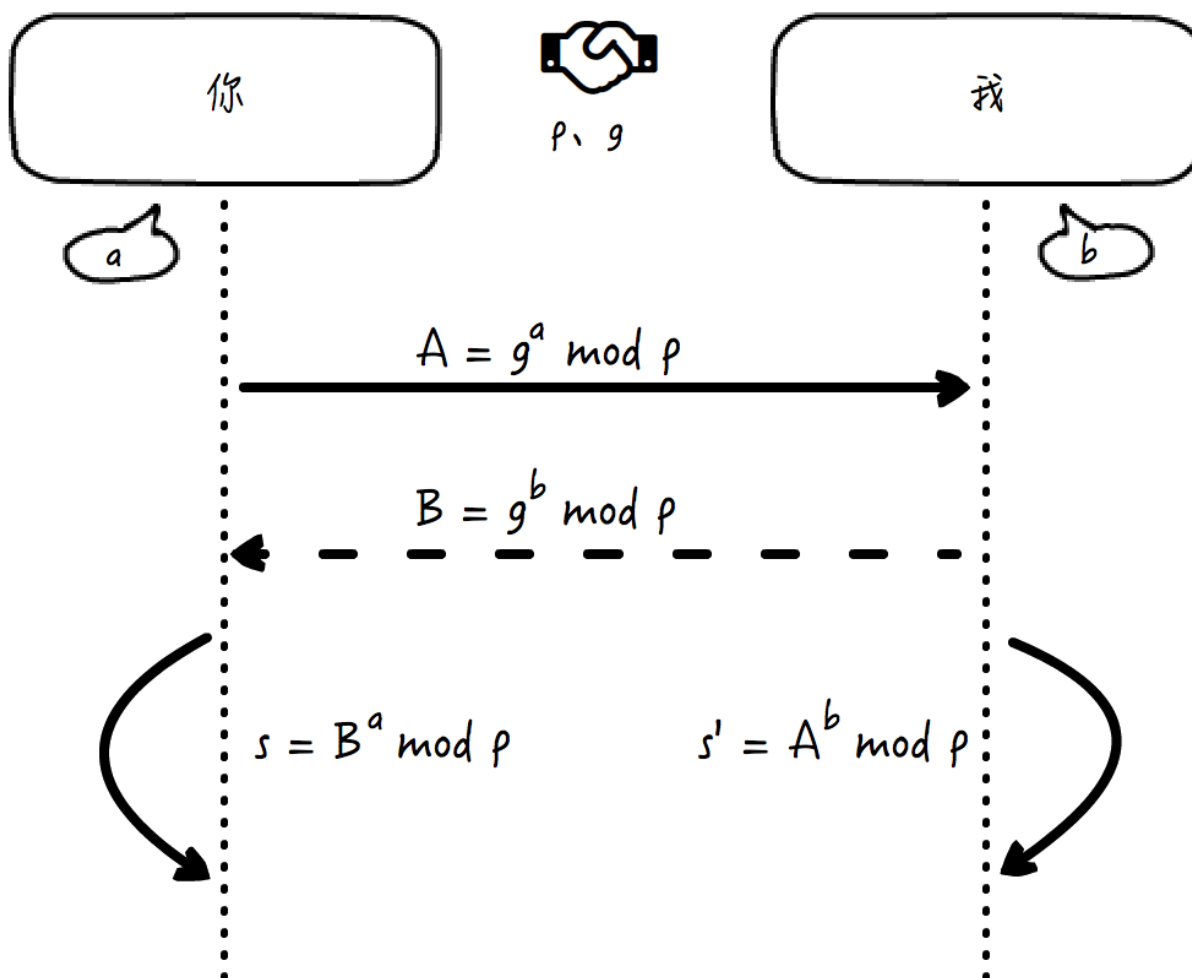 你
我
p、g
a
b
A = g^a mod p
B = g^b mod p
s = B^a mod p
s' = A^b mod p